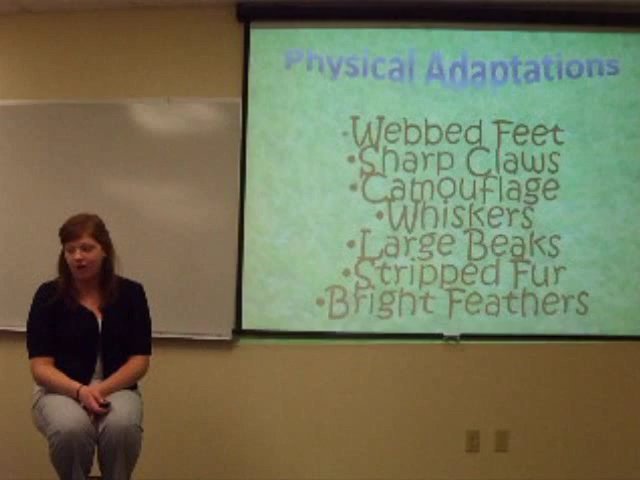 Physical Adaptations
•Webbed Feet
•Sharp Claws
•Camouflage
•Whiskers
•Large Beaks
•Stripped Fur
•Bright Feathers